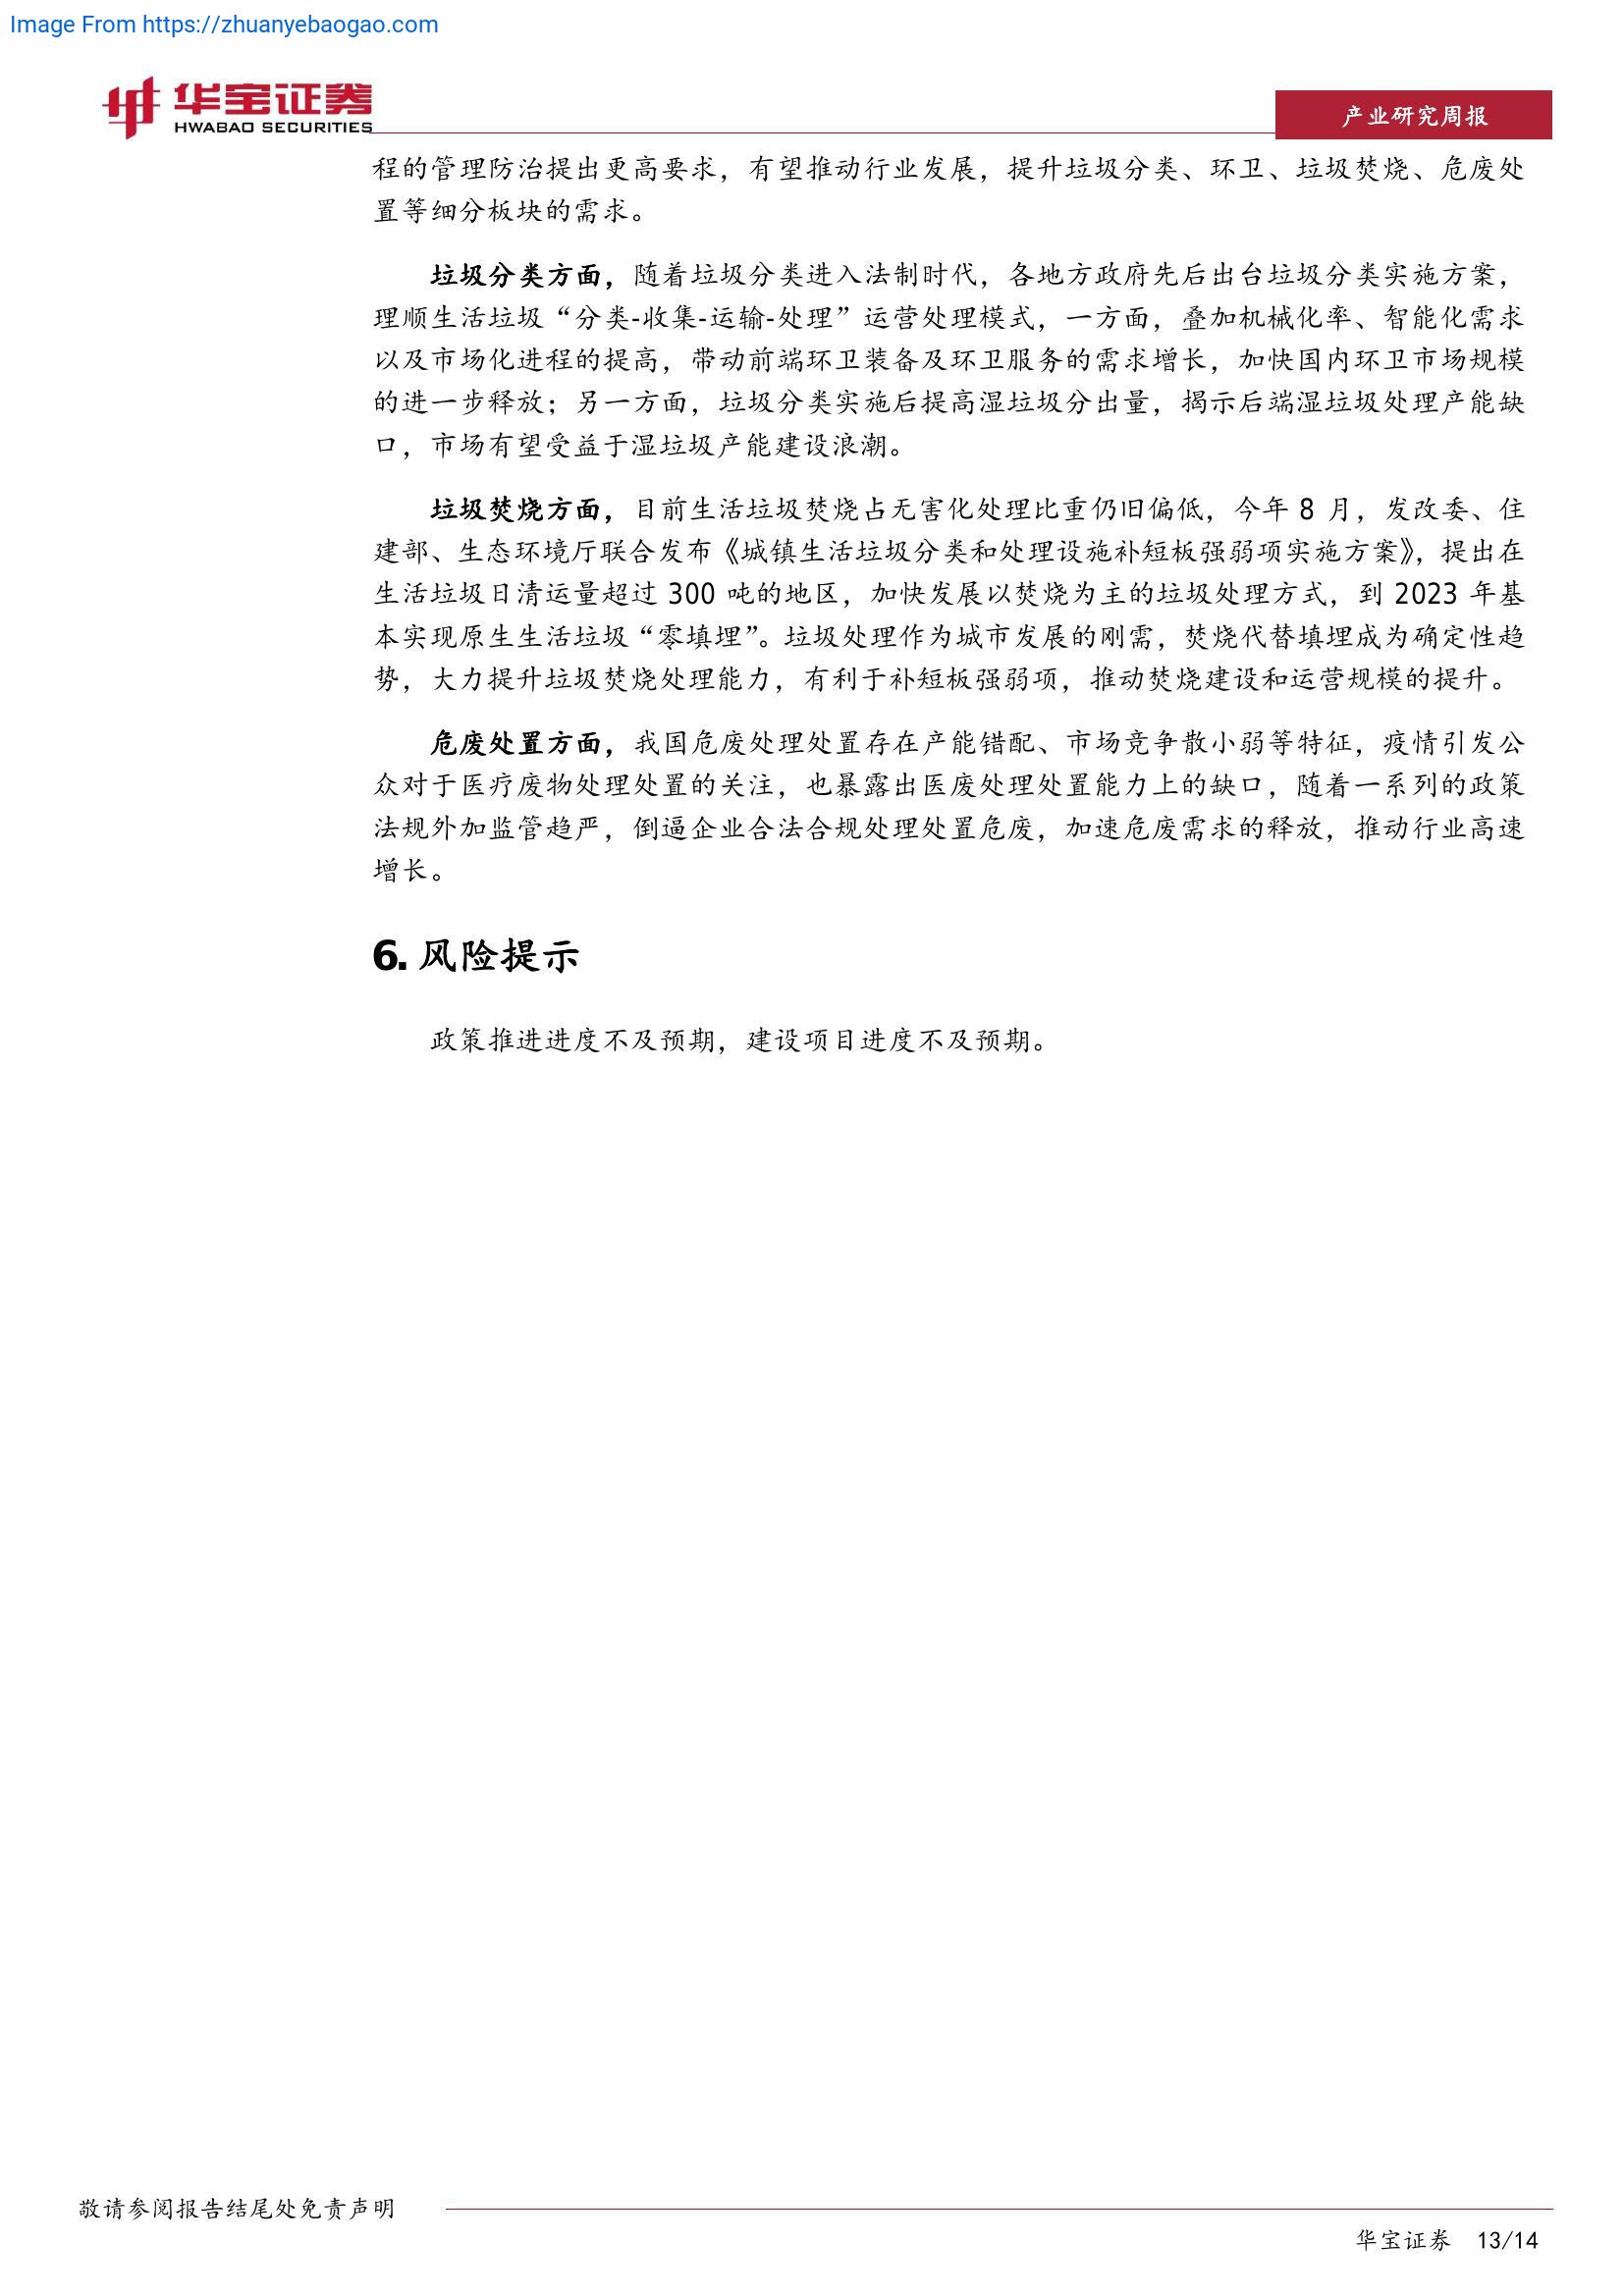 Image From https://zhuanyebaogao.com
华宝证券
HWABAO SECURITIES
产业研究周报
程的管理防治提出更高要求，有望推动行业发展，提升垃圾分类、环卫、垃圾焚烧、危废处
置等细分板块的需求。
垃圾分类方面，随着垃圾分类进入法制时代，各地方政府先后出台垃圾分类实施方案，
理顺生活垃圾“分类-收集-运输-处理”运营处理模式，一方面，叠加机械化率、智能化需求
以及市场化进程的提高，带动前端环卫装备及环卫服务的需求增长，加快国内环卫市场规模
的进一步释放；另一方面，垃圾分类实施后提高湿垃圾分出量，揭示后端湿垃圾处理产能缺
口，市场有望受益于湿垃圾产能建设浪潮。
垃圾焚烧方面，目前生活垃圾焚烧占无害化处理比重仍旧偏低，今年 8 月，发改委、住
建部、生态环境厅联合发布《城镇生活垃圾分类和处理设施补短板强弱项实施方案》，提出在
生活垃圾日清运量超过 300 吨的地区，加快发展以焚烧为主的垃圾处理方式，到 2023 年基
本实现原生生活垃圾“零填埋”。垃圾处理作为城市发展的刚需，焚烧代替填埋成为确定性趋
势，大力提升垃圾焚烧处理能力，有利于补短板强弱项，推动焚烧建设和运营规模的提升。
危废处置方面，我国危废处理处置存在产能错配、市场竞争散小弱等特征，疫情引发公
众对于医疗废物处理处置的关注，也暴露出医废处理处置能力上的缺口，随着一系列的政策
法规外加监管趋严，倒逼企业合法合规处理处置危废，加速危废需求的释放，推动行业高速
增长。
6. 风险提示
政策推进进度不及预期，建设项目进度不及预期。
敬请参阅报告结尾处免责声明
华宝证券 13/14